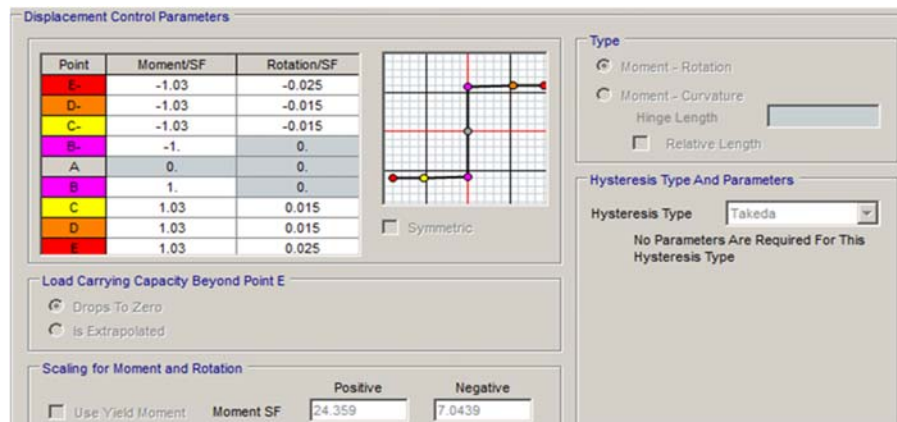 Displacement Control Parameters
Point Moment/SF Rotation/SF
E- -1.03 -0.025
D- -1.03 -0.015
C- -1.03 -0.015
B- -1. 0.
A 0. 0.
B 1. 0.
C 1.03 0.015
D 1.03 0.015
E 1.03 0.025
Symmetric
Load Carrying Capacity Beyond Point E
Drops To Zero
Is Extrapolated
Scaling for Moment and Rotation
Positive Negative
Use Yield Moment Moment SF 24.359 7.0439
Type
Moment - Rotation
Moment - Curvature
Hinge Length
Relative Length
Hysteresis Type And Parameters
Hysteresis Type Takeda
No Parameters Are Required For This
Hysteresis Type